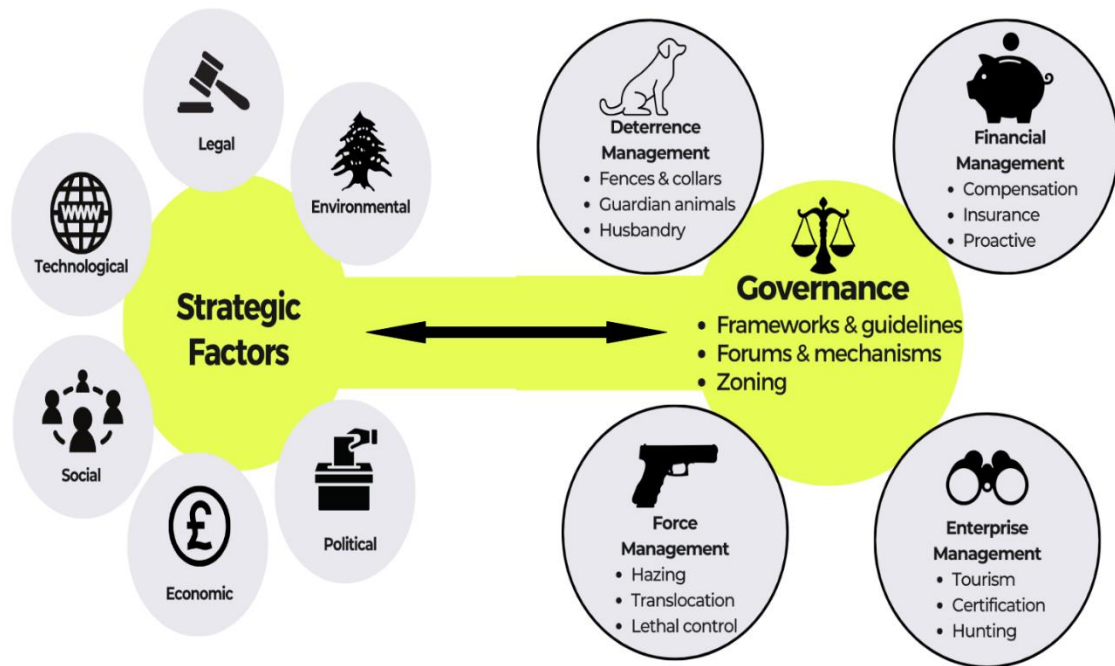 Legal
Environmental
WWW
Technological
Strategic
Factors
Social
£
Economic
Political
Deterrence
Management
• Fences & collars
• Guardian animals
• Husbandry
Financial
Management
• Compensation
• Insurance
• Proactive
Governance
• Frameworks & guidelines
• Forums & mechanisms
• Zoning
Force
Management
• Hazing
• Translocation
• Lethal control
Enterprise
Management
• Tourism
• Certification
• Hunting